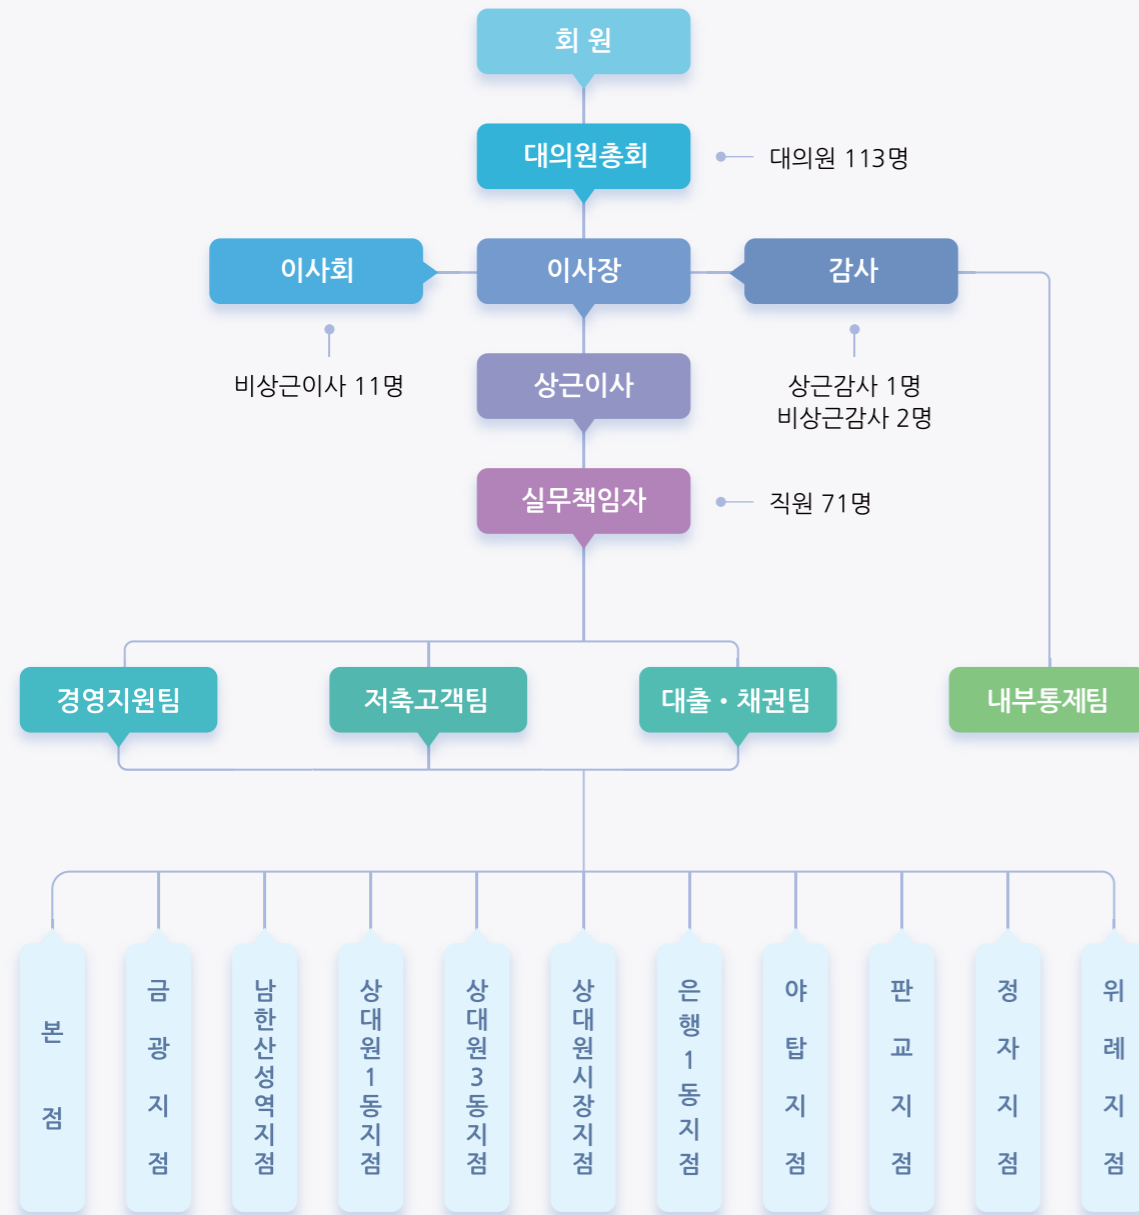 회 원
대의원총회
대의원 113명
이사회
이사장
감사
비상근이사 11명
상근이사
상근감사 1명
비상근감사 2명
실무책임자
직원 71명
경영지원팀
저축고객팀
대출・채권팀
내부통제팀
본점
금광지점
남한산성역지점
상대원1동지점
상대원3동지점
상대원시장지점
은행1동지점
야탑지점
판교지점
정자지점
위례지점